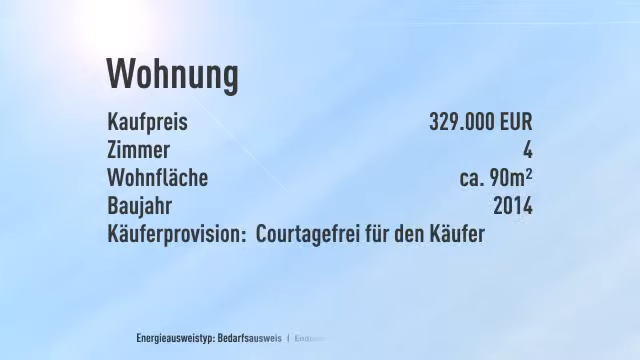 Wohnung
Kaufpreis 329.000 EUR
Zimmer 4
Wohnfläche ca. 90m²
Baujahr 2014
Käuferprovision: Courtagefrei für den Käufer
Energieausweistyp: Bedarfsausweis |